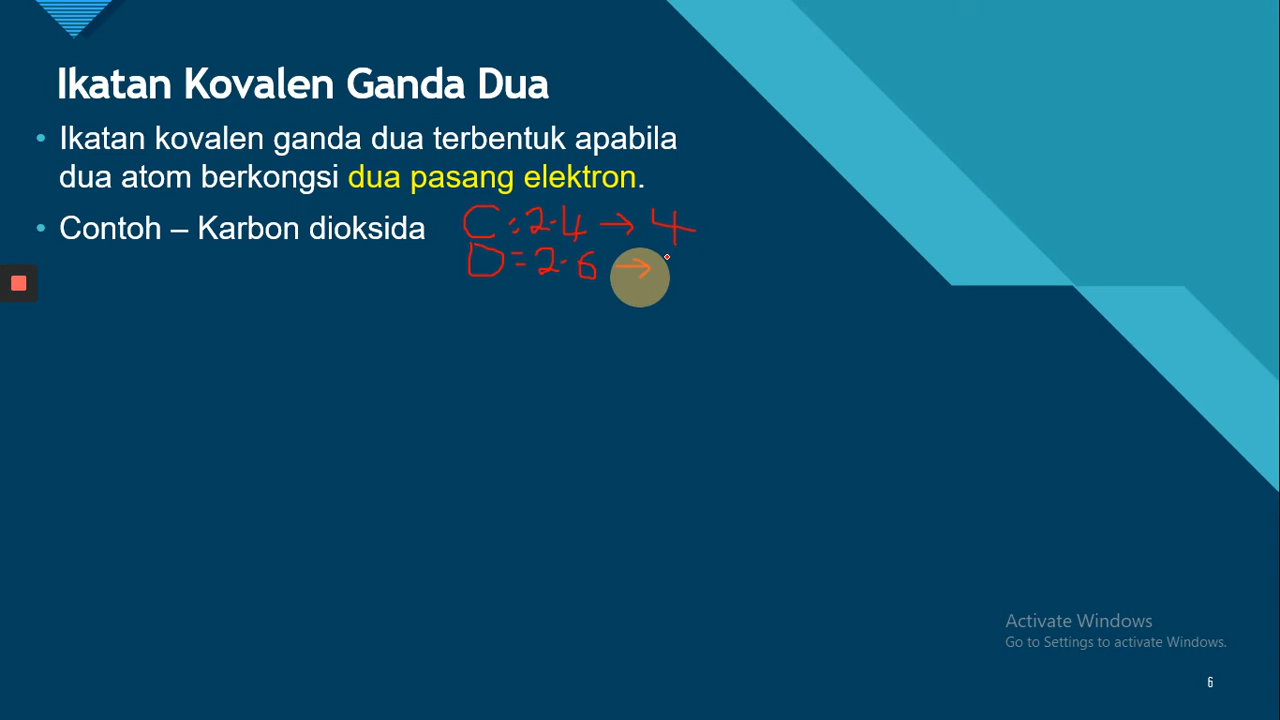 Ikatan Kovalen Ganda Dua
• Ikatan kovalen ganda dua terbentuk apabila
dua atom berkongsi dua pasang elektron.
• Contoh – Karbon dioksida
C : 2.4 → 4
O = 2.6 →
Activate Windows
Go to Settings to activate Windows.
6